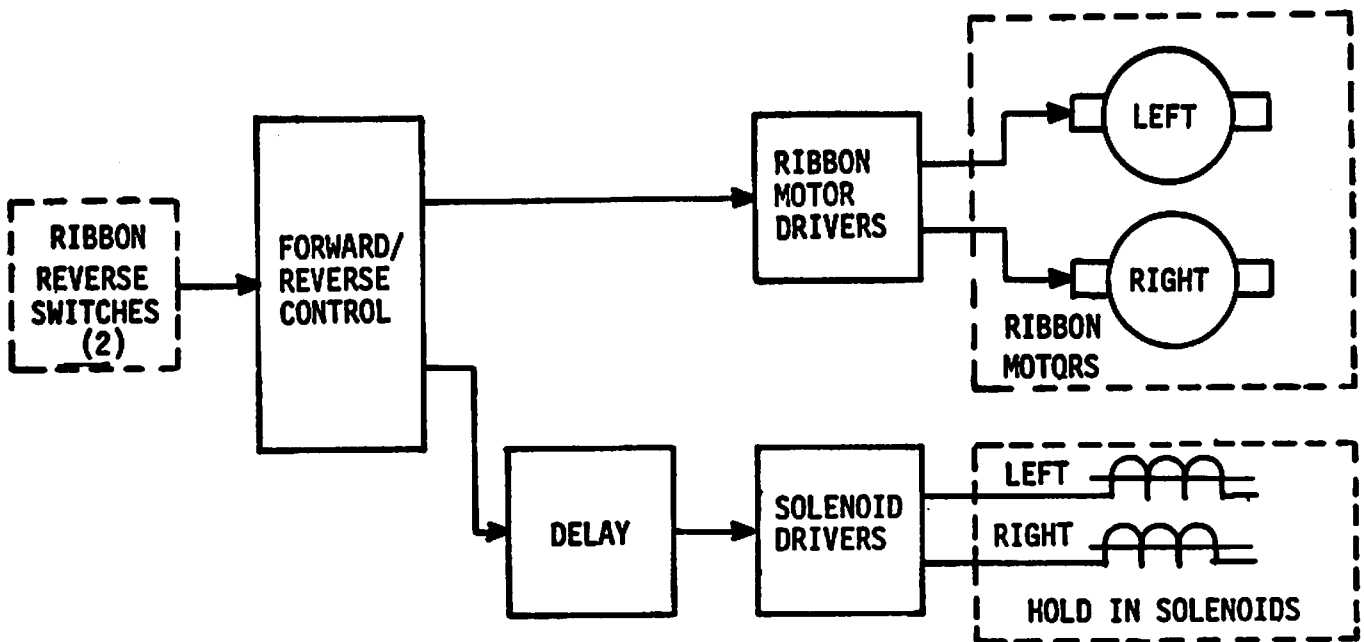 RIBBON
REVERSE
SWITCHES
(2)
FORWARD/
REVERSE
CONTROL
RIBBON
MOTOR
DRIVERS
LEFT
RIGHT
RIBBON
MOTORS
DELAY
SOLENOID
DRIVERS
LEFT
RIGHT
HOLD IN SOLENOIDS